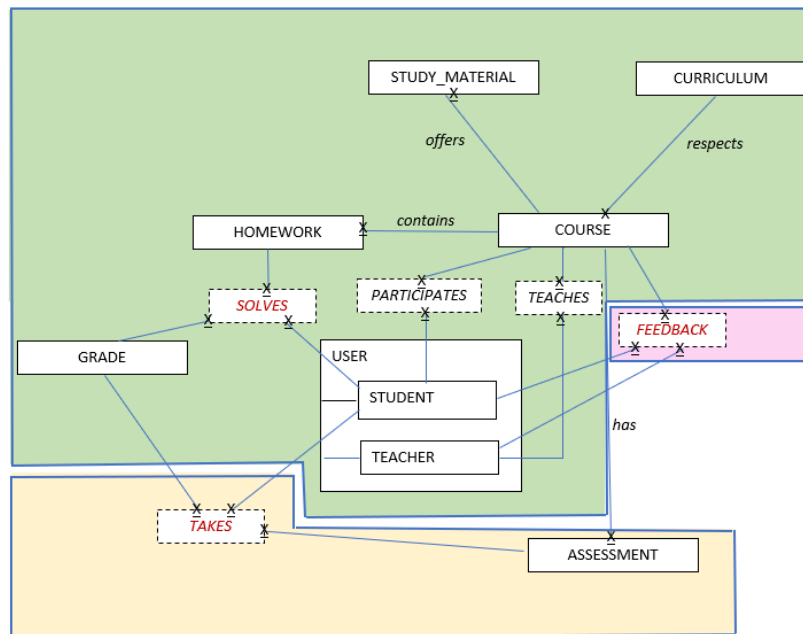 STUDY_MATERIAL
CURRICULUM
X
offers
respects
X
HOMEWORK
X
contains
COURSE
X
X
X
SOLVES
PARTICIPATES
TEACHES
X
X
X
X
X
X
FEEDBACK
GRADE
USER
X
X
STUDENT
has
TEACHER
X
X
TAKES
X
X
ASSESSMENT